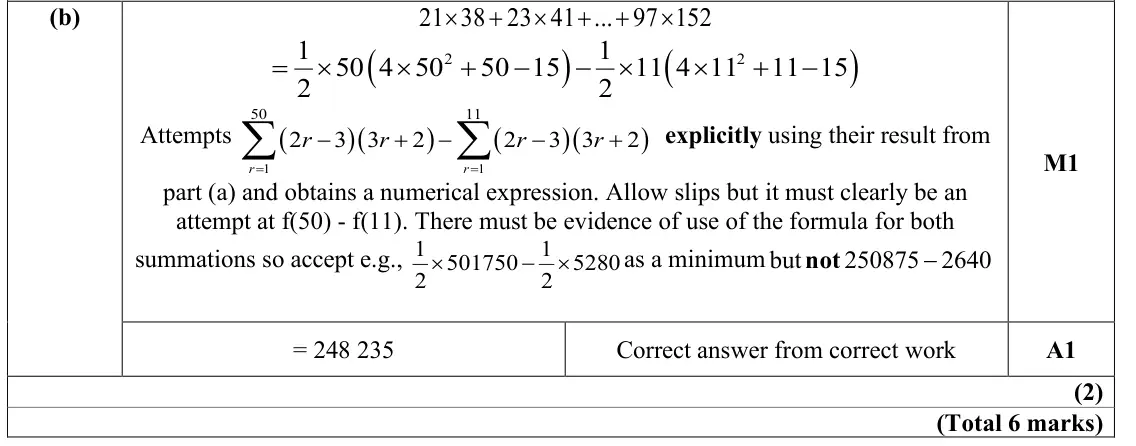 (b)
21×38+23×41+...+97×152
= 1/2 ×50(4×50²+50−15)− 1/2 ×11(4×11²+11−15)
Attempts ∑_{r=1}^{50}(2r−3)(3r+2)−∑_{r=1}^{11}(2r−3)(3r+2) explicitly using their result from
part (a) and obtains a numerical expression. Allow slips but it must clearly be an
attempt at f(50) - f(11). There must be evidence of use of the formula for both
summations so accept e.g., 1/2 ×501750− 1/2 ×5280 as a minimum but not 250875−2640
M1
= 248 235
Correct answer from correct work
A1
(2)
(Total 6 marks)